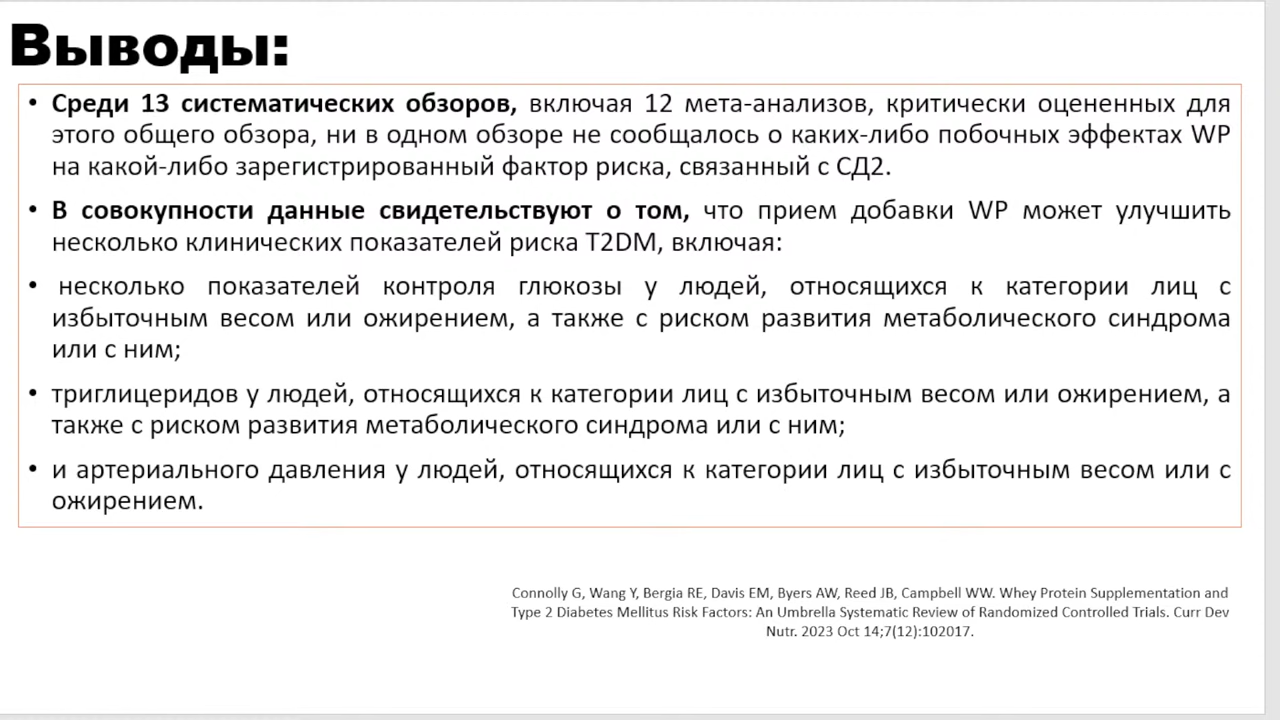 Выводы:
• Среди 13 систематических обзоров, включая 12 мета-анализов, критически оцененных для
этого общего обзора, ни в одном обзоре не сообщалось о каких-либо побочных эффектах WP
на какой-либо зарегистрированный фактор риска, связанный с СД2.
• В совокупности данные свидетельствуют о том, что прием добавки WP может улучшить
несколько клинических показателей риска T2DM, включая:
• несколько показателей контроля глюкозы у людей, относящихся к категории лиц с
избыточным весом или ожирением, а также с риском развития метаболического синдрома
или с ним;
• триглицеридов у людей, относящихся к категории лиц с избыточным весом или ожирением, а
также с риском развития метаболического синдрома или с ним;
• и артериального давления у людей, относящихся к категории лиц с избыточным весом или с
ожирением.
Connolly G, Wang Y, Bergia RE, Davis EM, Byers AW, Reed JB, Campbell WW. Whey Protein Supplementation and
Type 2 Diabetes Mellitus Risk Factors: An Umbrella Systematic Review of Randomized Controlled Trials. Curr Dev
Nutr. 2023 Oct 14;7(12):102017.